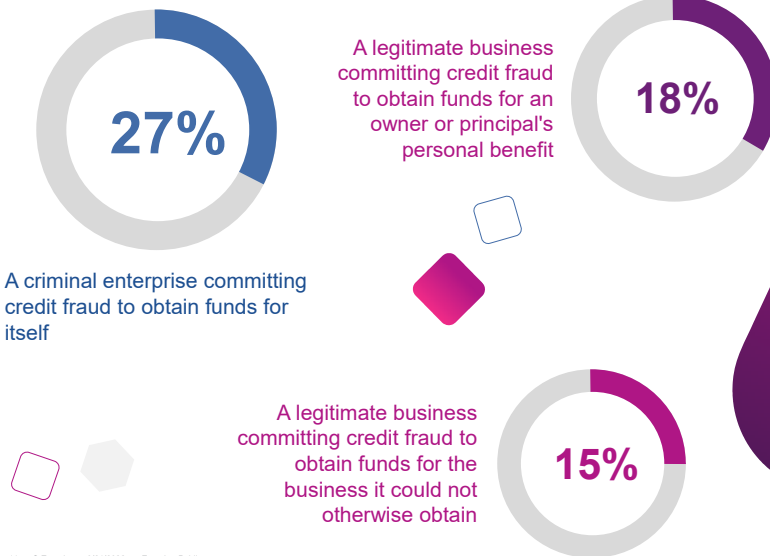 27%
A criminal enterprise committing
credit fraud to obtain funds for
itself
A legitimate business
committing credit fraud
to obtain funds for an
owner or principal's
personal benefit
18%
A legitimate business
committing credit fraud to
obtain funds for the
business it could not
otherwise obtain
15%